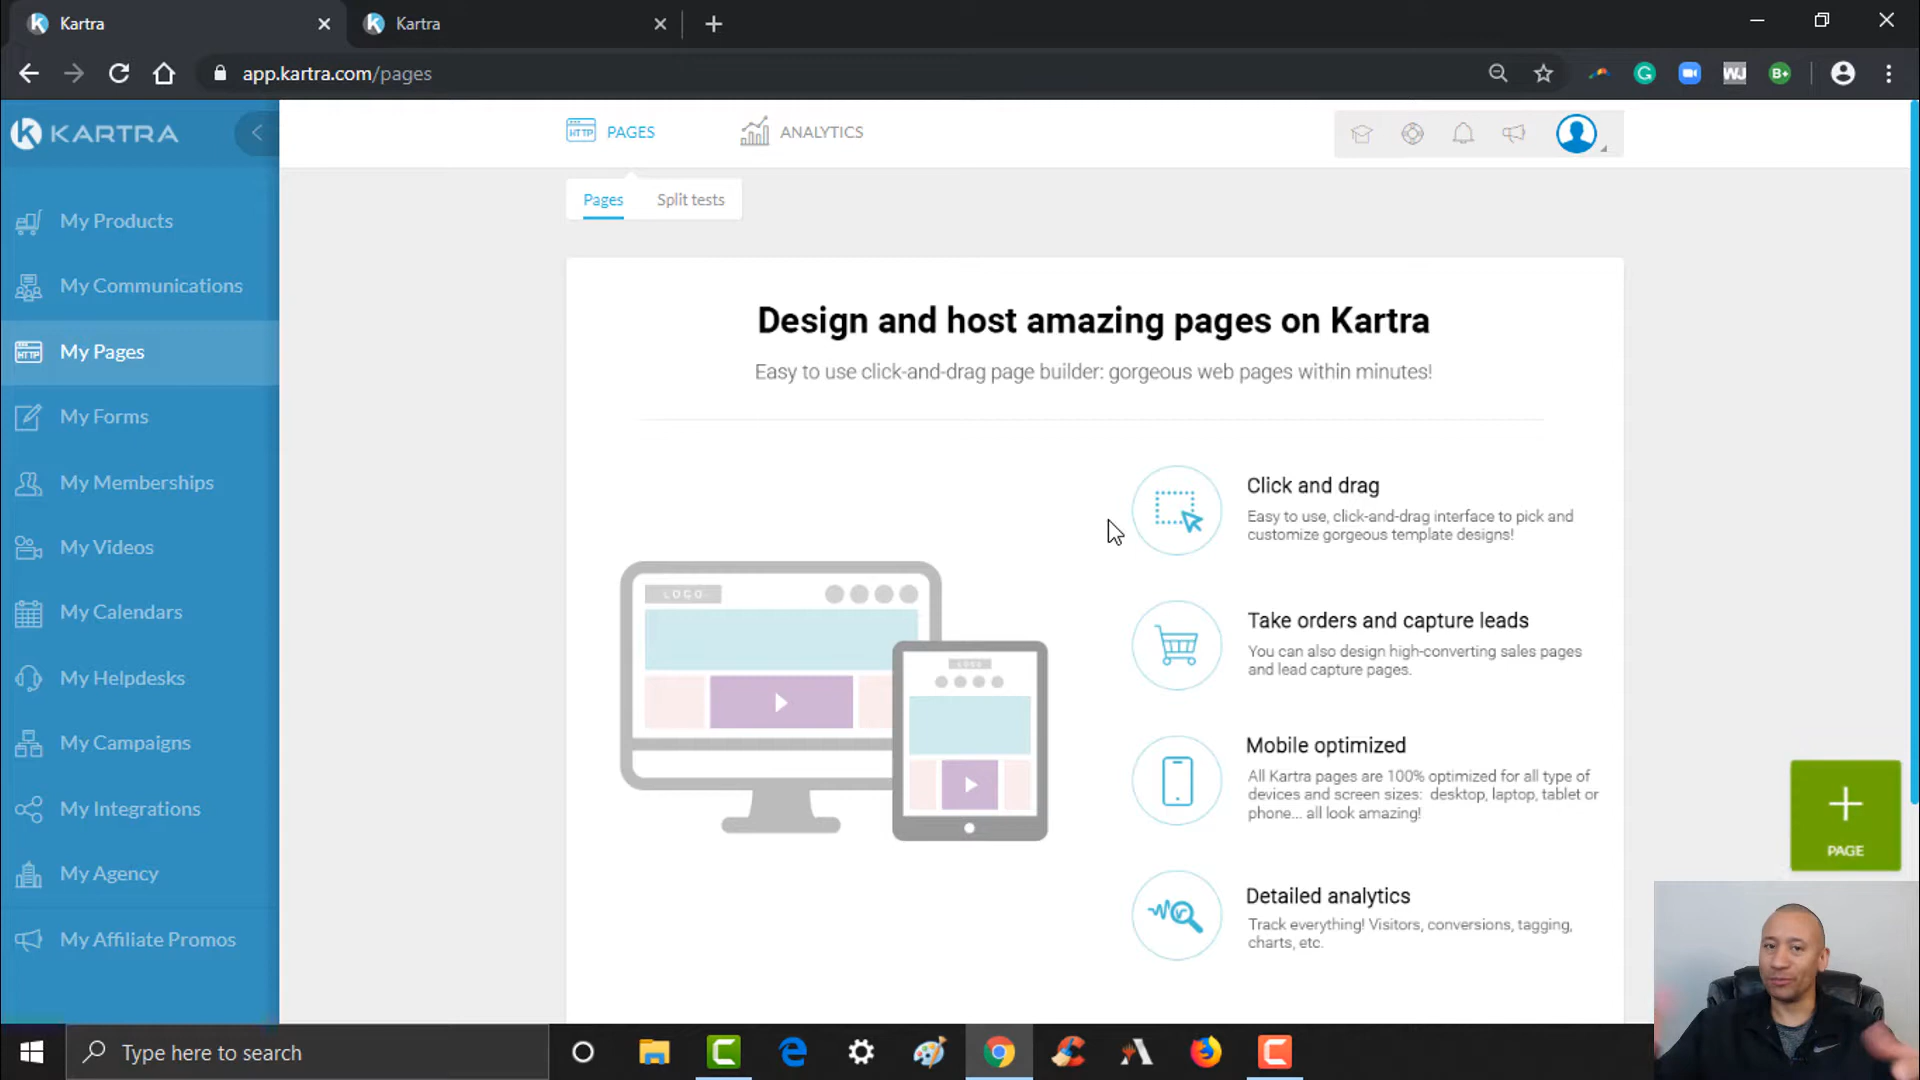 Kartra
Kartra
app.kartra.com/pages
WJ
B+
KARTRA
HTTP PAGES
ANALYTICS
Pages
Split tests
My Products
My Communications
HTTP My Pages
My Forms
My Memberships
My Videos
My Calendars
My Helpdesks
My Campaigns
My Integrations
My Agency
My Affiliate Promos
Design and host amazing pages on Kartra
Easy to use click-and-drag page builder: gorgeous web pages within minutes!
LOGO
LOGO
Click and drag
Easy to use, click-and-drag interface to pick and
customize gorgeous template designs!
Take orders and capture leads
You can also design high-converting sales pages
and lead capture pages.
Mobile optimized
All Kartra pages are 100% optimized for all type of
devices and screen sizes: desktop, laptop, tablet or
phone... all look amazing!
Detailed analytics
Track everything! Visitors, conversions, tagging,
charts, etc.
PAGE
Type here to search